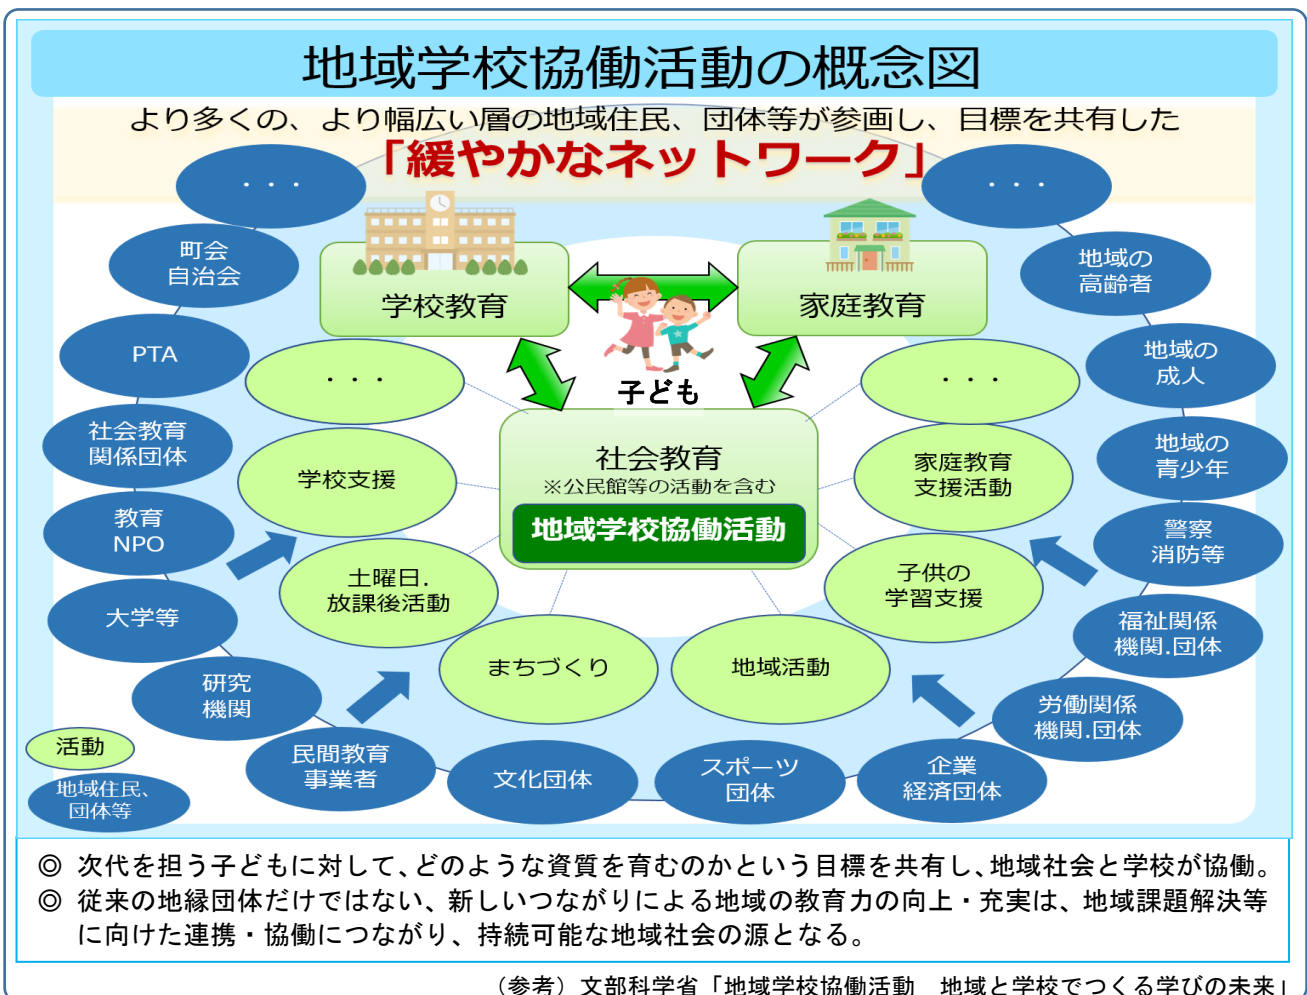 地域学校協働活動の概念図
より多くの、より幅広い層の地域住民、団体等が参画し、目標を共有した
「緩やかなネットワーク」
・・・
・・・
町会
自治会
PTA
社会教育
関係団体
教育
NPO
大学等
研究
機関
民間教育
事業者
文化団体
スポーツ
団体
企業
経済団体
労働関係
機関.団体
福祉関係
機関.団体
警察
消防等
地域の
青少年
地域の
成人
地域の
高齢者
学校教育
家庭教育
子ども
社会教育
※公民館等の活動を含む
地域学校協働活動
・・・
学校支援
土曜日.
放課後活動
まちづくり
地域活動
子供の
学習支援
家庭教育
支援活動
・・・
活動
地域住民、
団体等
◎ 次代を担う子どもに対して、どのような資質を育むのかという目標を共有し、地域社会と学校が協働。
◎ 従来の地縁団体だけではない、新しいつながりによる地域の教育力の向上・充実は、地域課題解決等
に向けた連携・協働につながり、持続可能な地域社会の源となる。
（参考）文部科学省「地域学校協働活動　地域と学校でつくる学びの未来」